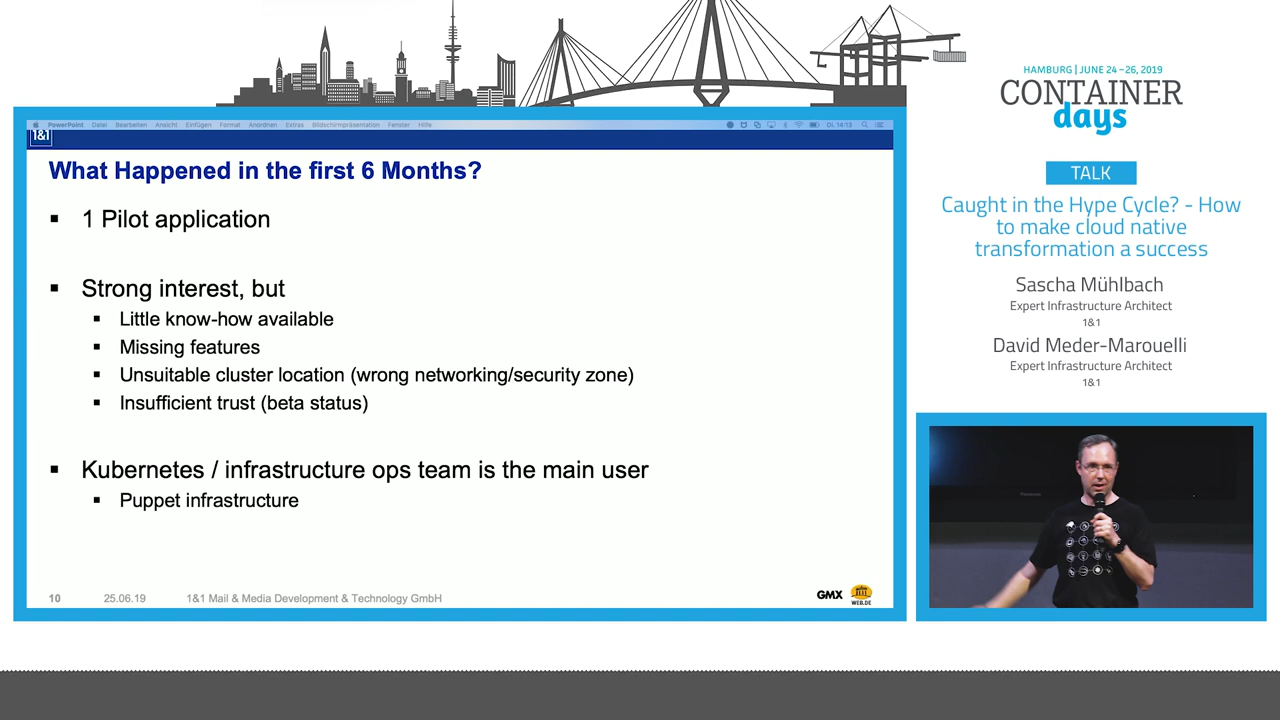 HAMBURG | JUNE 24 – 26, 2019
CONTAINER
days
TALK
Caught in the Hype Cycle? - How
to make cloud native
transformation a success
Sascha Mühlbach
Expert Infrastructure Architect
1&1
David Meder-Marouelli
Expert Infrastructure Architect
1&1
PowerPoint Datei Bearbeiten Ansicht Einfügen Format Anordnen Extras Bildschirmpräsentation Fenster Hilfe
Di. 14:13
1&1
What Happened in the first 6 Months?
▪ 1 Pilot application
▪ Strong interest, but
▪ Little know-how available
▪ Missing features
▪ Unsuitable cluster location (wrong networking/security zone)
▪ Insufficient trust (beta status)
▪ Kubernetes / infrastructure ops team is the main user
▪ Puppet infrastructure
10 25.06.19 1&1 Mail & Media Development & Technology GmbH
GMX
WEB.DE